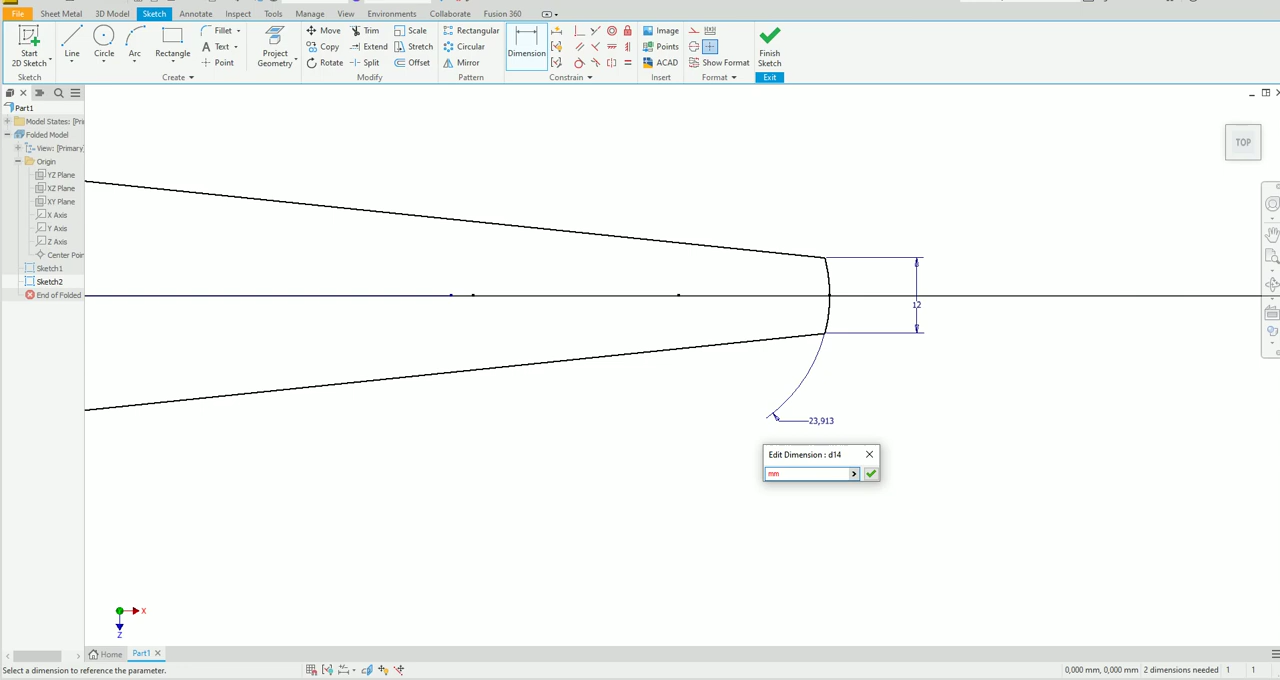 File Sheet Metal 3D Model Sketch Annotate Inspect Tools Manage View Environments Collaborate Fusion 360
Start
2D Sketch
Line
Circle
Arc
Rectangle
Fillet
Text
Point
Project
Geometry
Move
Copy
Rotate
Trim
Extend
Split
Scale
Stretch
Offset
Rectangular
Circular
Mirror
Dimension
Image
Points
ACAD
Show Format
Finish
Sketch
Sketch Create Modify Pattern Constrain Insert Format Exit
Part1
Model States: [Pri
Folded Model
View: [Primary
Origin
YZ Plane
XZ Plane
XY Plane
X Axis
Y Axis
Z Axis
Center Poin
Sketch1
Sketch2
End of Folded
TOP
12
23,913
Edit Dimension : d14
mm
X
Z
Home Part1
Select a dimension to reference the parameter.
0,000 mm, 0,000 mm 2 dimensions needed 1 1